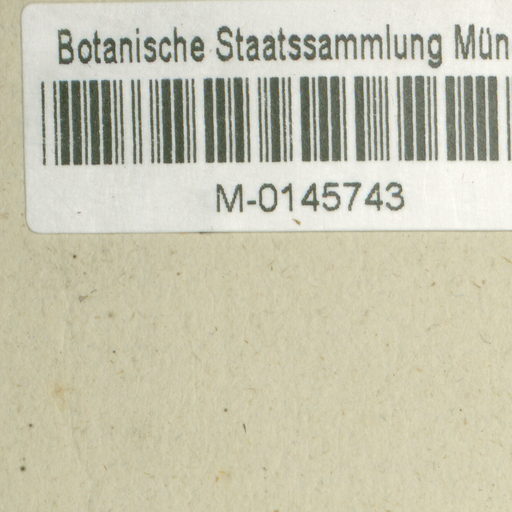 Botanische Staatssammlung Mün
M-0145743